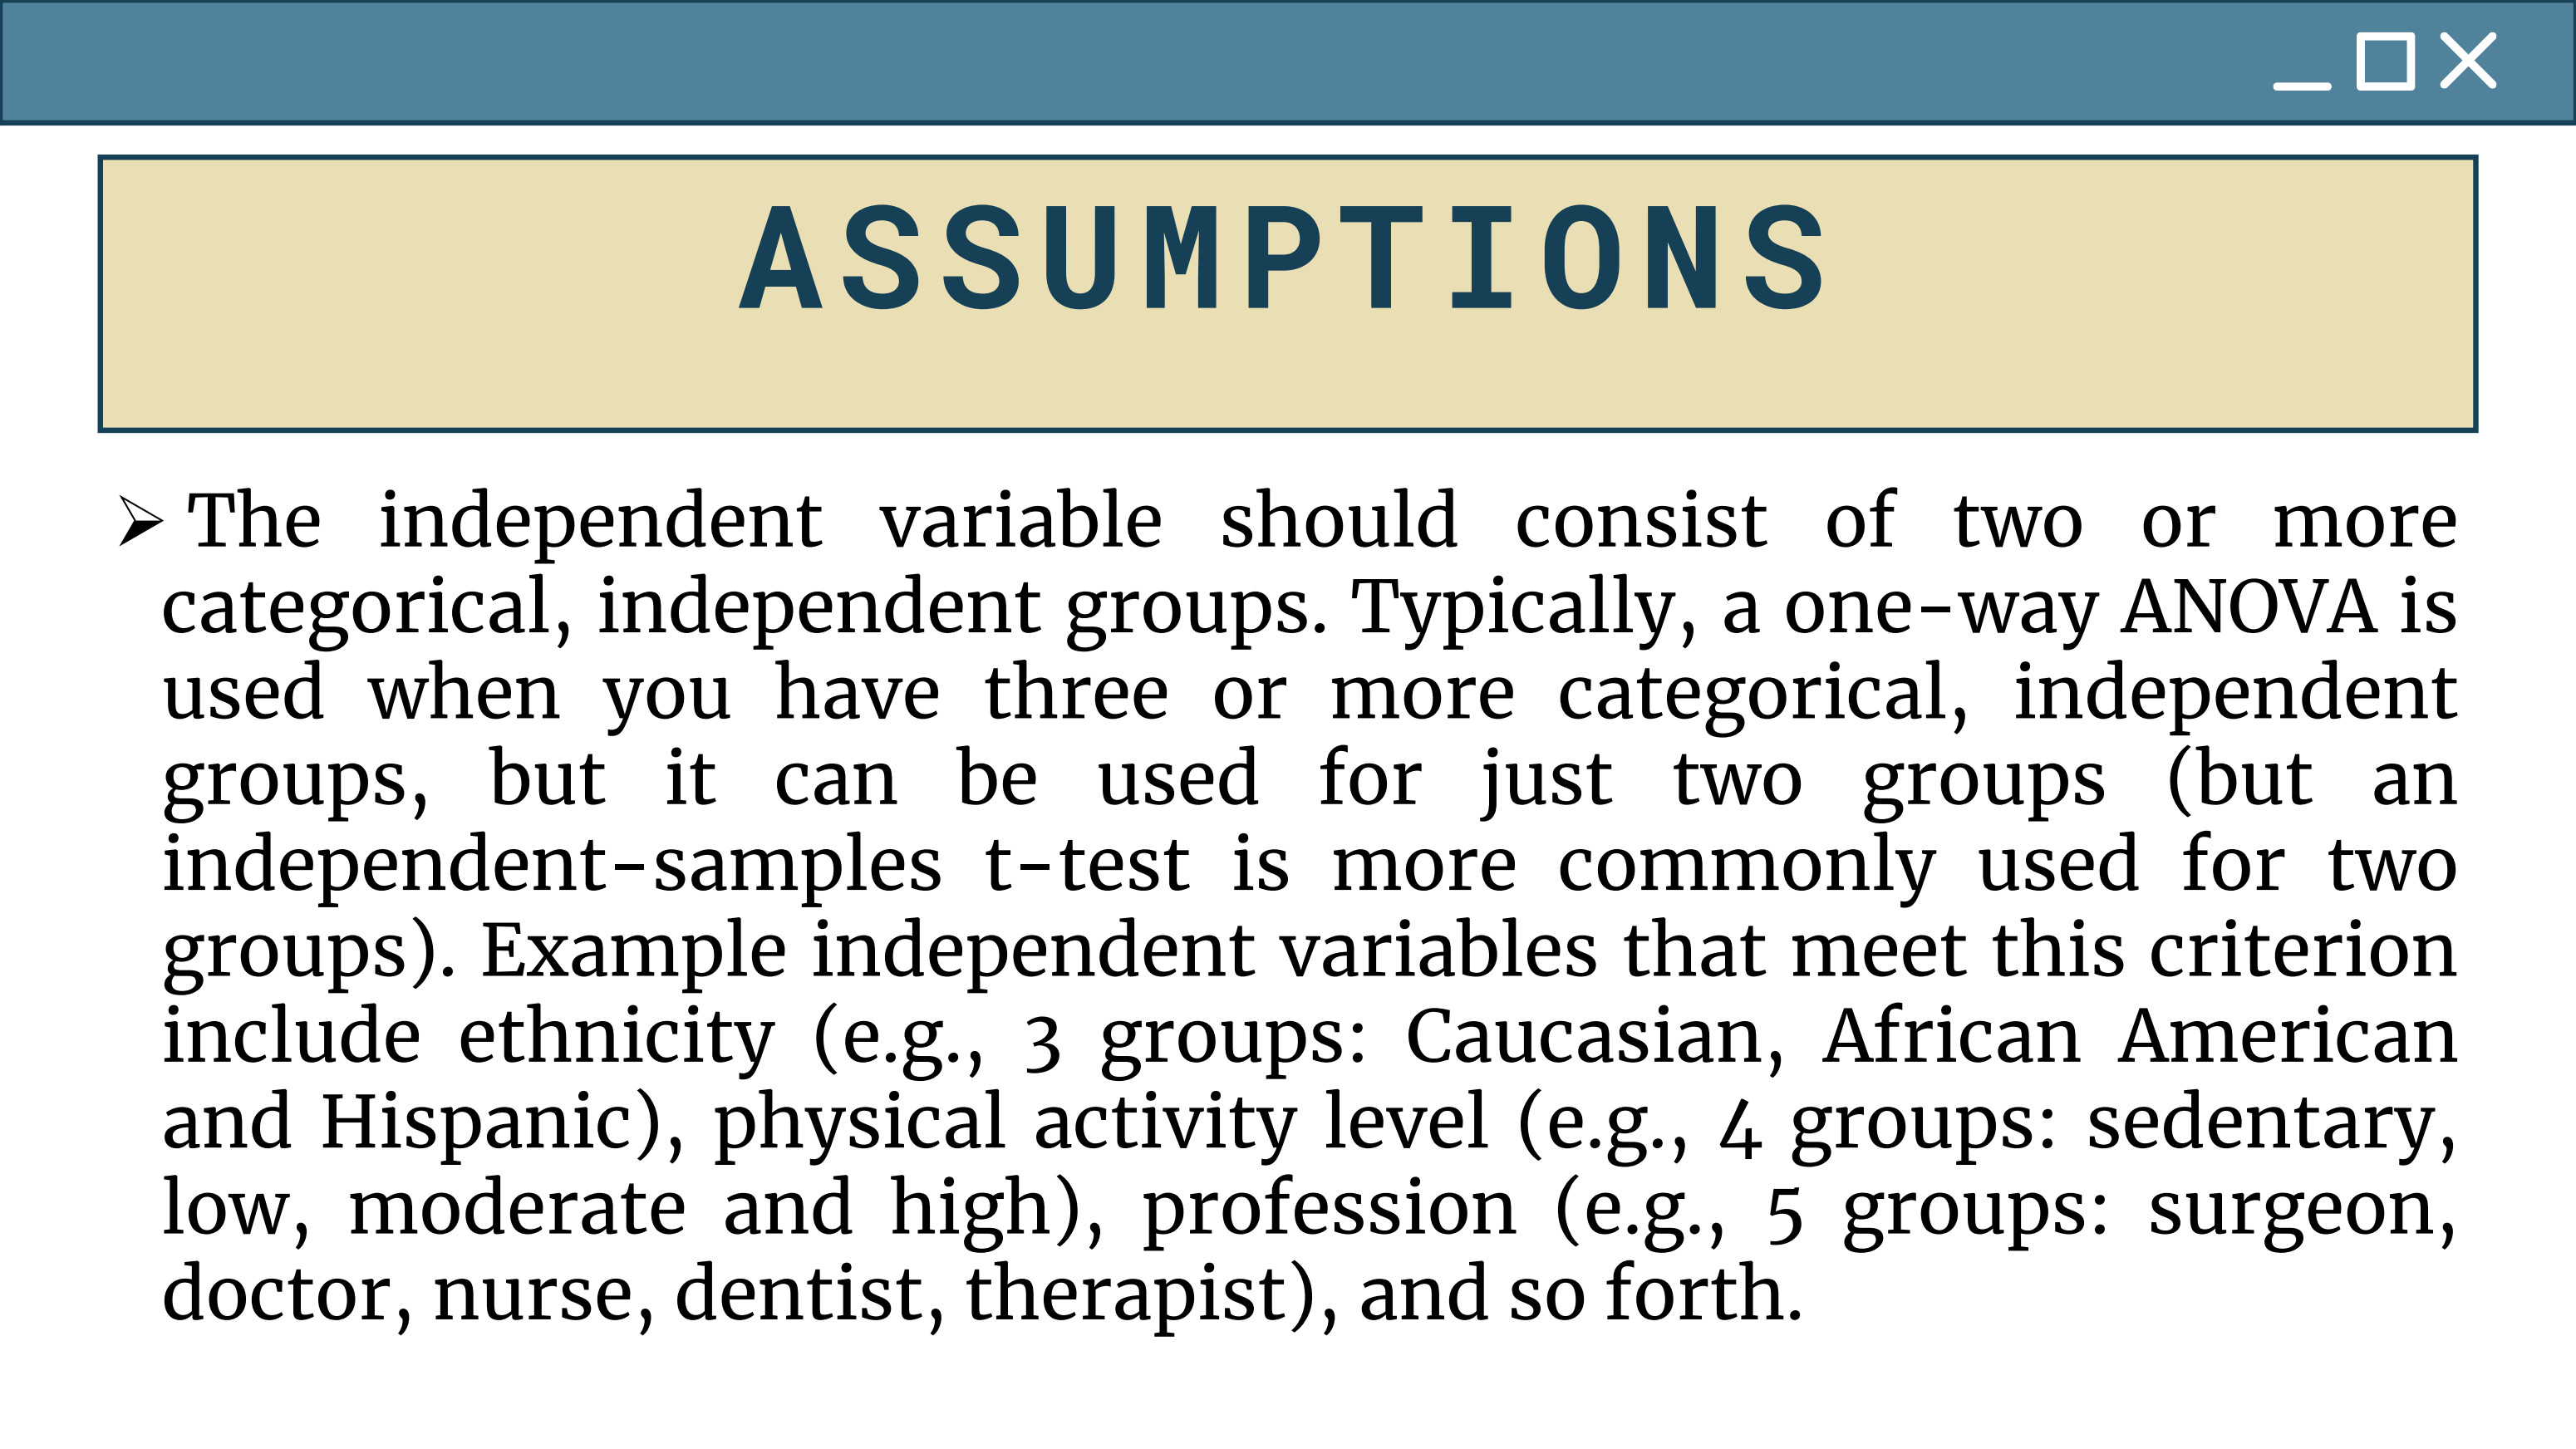 ASSUMPTIONS
➢ The independent variable should consist of two or more
categorical, independent groups. Typically, a one-way ANOVA is
used when you have three or more categorical, independent
groups, but it can be used for just two groups (but an
independent-samples t-test is more commonly used for two
groups). Example independent variables that meet this criterion
include ethnicity (e.g., 3 groups: Caucasian, African American
and Hispanic), physical activity level (e.g., 4 groups: sedentary,
low, moderate and high), profession (e.g., 5 groups: surgeon,
doctor, nurse, dentist, therapist), and so forth.